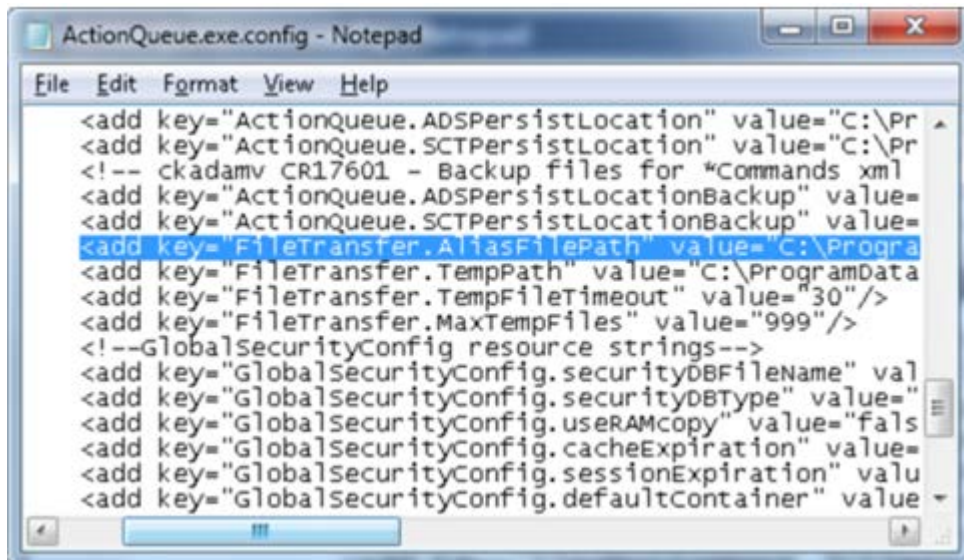 ActionQueue.exe.config - Notepad
File Edit Format View Help
<add key="ActionQueue.ADSPersistLocation" value="C:\Pr
<add key="ActionQueue.SCTPersistLocation" value="C:\Pr
<!-- ckadamv CR17601 - Backup files for *Commands xml
<add key="ActionQueue.ADSPersistLocationBackup" value=
<add key="ActionQueue.SCTPersistLocationBackup" value=
<add key="FileTransfer.AliasFilePath" value="C:\Progra
<add key="FileTransfer.TempPath" value="C:\ProgramData
<add key="FileTransfer.TempFileTimeout" value="30"/>
<add key="FileTransfer.MaxTempFiles" value="999"/>
<!--GlobalSecurityConfig resource strings-->
<add key="GlobalSecurityConfig.securityDBFileName" val
<add key="GlobalSecurityConfig.securityDBType" value="
<add key="GlobalSecurityConfig.useRAMcopy" value="fals
<add key="GlobalSecurityConfig.cacheExpiration" value=
<add key="GlobalSecurityConfig.sessionExpiration" valu
<add key="GlobalSecurityConfig.defaultContainer" value